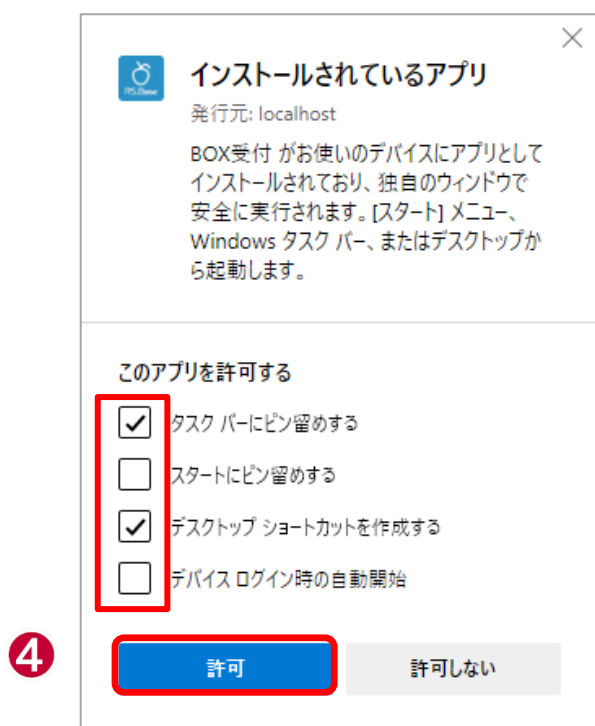 RS.Base
インストールされているアプリ
発行元: localhost
BOX受付 がお使いのデバイスにアプリとして
インストールされており、独自のウィンドウで
安全に実行されます。[スタート] メニュー、
Windows タスク バー、またはデスクトップか
ら起動します。
このアプリを許可する
タスク バーにピン留めする
スタートにピン留めする
デスクトップ ショートカットを作成する
デバイス ログイン時の自動開始
4
許可
許可しない